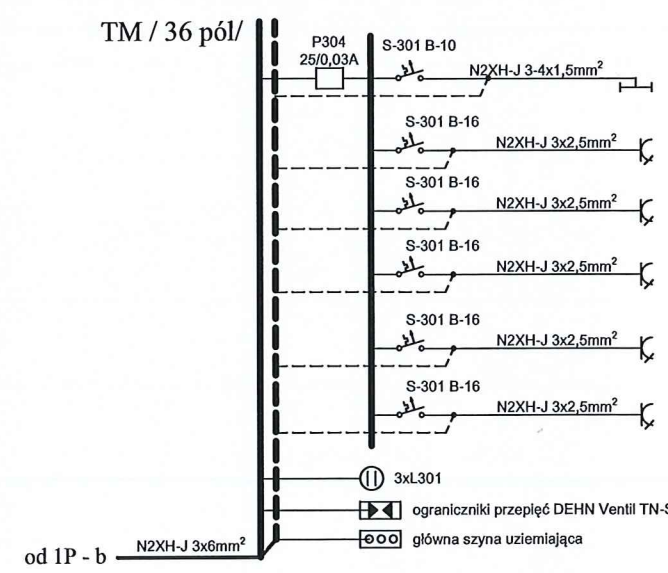 TM / 36 pól/
P304
25/0,03A
S-301 B-10
N2XH-J 3-4x1,5mm²
S-301 B-16
N2XH-J 3x2,5mm²
S-301 B-16
N2XH-J 3x2,5mm²
S-301 B-16
N2XH-J 3x2,5mm²
S-301 B-16
N2XH-J 3x2,5mm²
S-301 B-16
N2XH-J 3x2,5mm²
3xL301
ograniczniki przepięć DEHN Ventil TN-S
główna szyna uziemiająca
N2XH-J 3x6mm²
od 1P - b